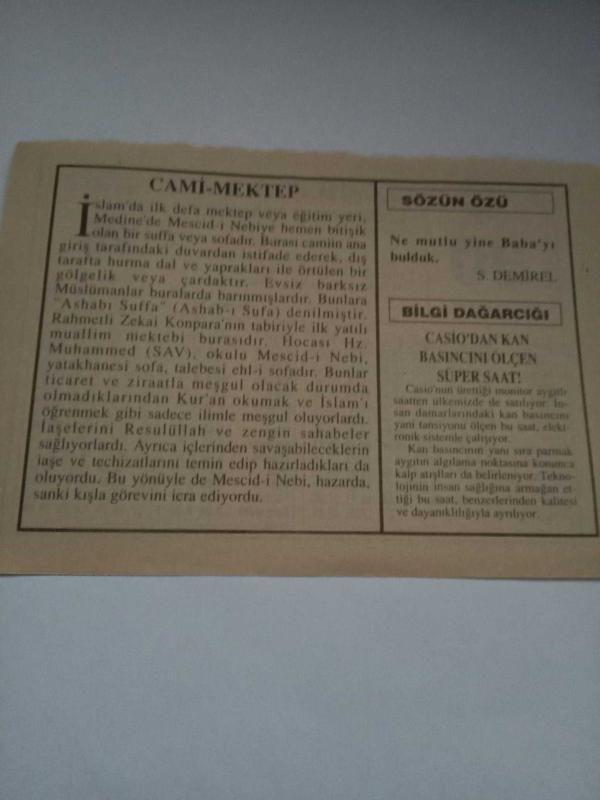 CAMİ-MEKTEP
İslam'da ilk defa mektep veya eğitim yeri,
Medine'de Mescid-i Nebiye hemen bitişik
olan bir suffa veya sofadır. Barası camiin ana
giriş tarafındaki duvardan istifade ederek, dış
tarafta hurma dal ve yaprakları ile örtülen bir
gölgelik veya çardaktır. Evsiz barksız
Müslümanlar buralarda barınmışlardır. Bunlara
"Ashabı Suffa" (Ashab-ı Sufa) denilmiştir.
Rahmetli Zekai Konpara'nın tabiriyle ilk yatılı
muallim mektebi burasıdır. Hocası Hz.
Muhammed (SAV), okulu Mescid-i Nebi,
yatakhanesi sofa, talebesi ehl-i sofadır. Bunlar
ticaret ve ziraatla meşgul olacak durumda
olmadıklarından Kur'an okumak ve İslam'ı
öğrenmek gibi sadece ilimle meşgul oluyorlardı.
İaşelerini Resulüllah ve zengin sahabeler
sağlıyorlardı. Ayrıca içlerinden savaşabileceklerin
iaşe ve techizatlarını temin edip hazırladıkları da
oluyordu. Bu yönüyle de Mescid-i Nebi, hazarda,
sanki kışla görevini icra ediyordu.
SÖZÜN ÖZÜ
Ne mutlu yine Baba'yı
bulduk.
S. DEMİREL
BİLGİ DAĞARCIĞI
CASİO'DAN KAN
BASINCINI ÖLÇEN
SÜPER SAAT!
Casio'nun ürettiği monitor aygıtlı
saatten ülkemizde de satılıyor. İn-
san damarlarındaki kan basıncını
yani tansiyonu ölçen bu saat, elekt-
ronik sistemle çalışıyor.
Kan basıncının yanı sıra parmak
aygıtın algılama noktasına konunca
kalp atışları da belirleniyor. Tekno-
lojinin insan sağlığına armağan et-
tiği bu saat, benzerlerinden kalitesi
ve dayanıklılığıyla ayrılıyor.